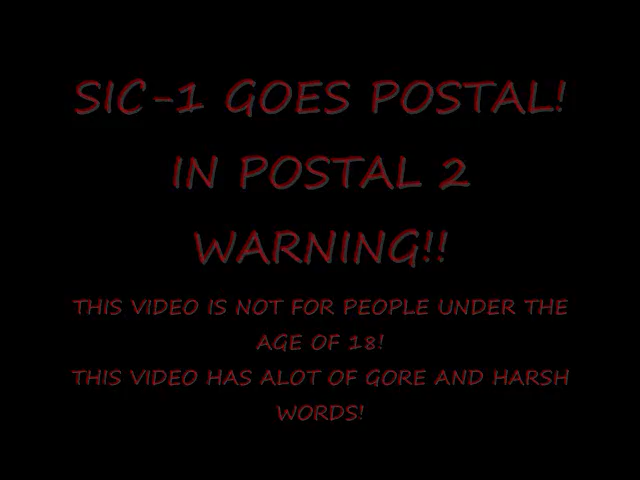 SIC-1 GOES POSTAL!
IN POSTAL 2
WARNING!!
THIS VIDEO IS NOT FOR PEOPLE UNDER THE
AGE OF 18!
THIS VIDEO HAS ALOT OF GORE AND HARSH
WORDS!